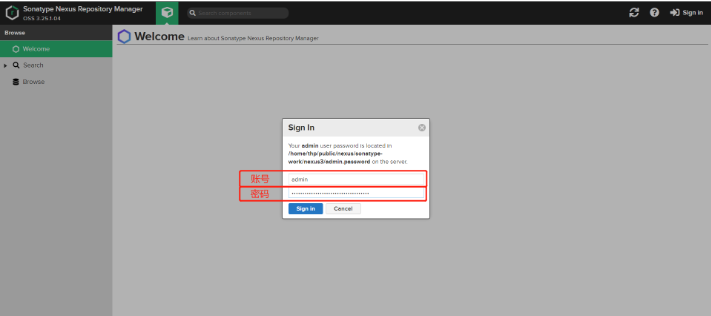 Sonatype Nexus Repository Manager
OSS 3.25.1-04
Search components
Sign in
Browse
Welcome
Search
Browse
Welcome Learn about Sonatype Nexus Repository Manager
Sign In
Your admin user password is located in
/home/thp/public/nexus/sonatype-
work/nexus3/admin.password on the server.
账号 admin
密码
Sign in Cancel